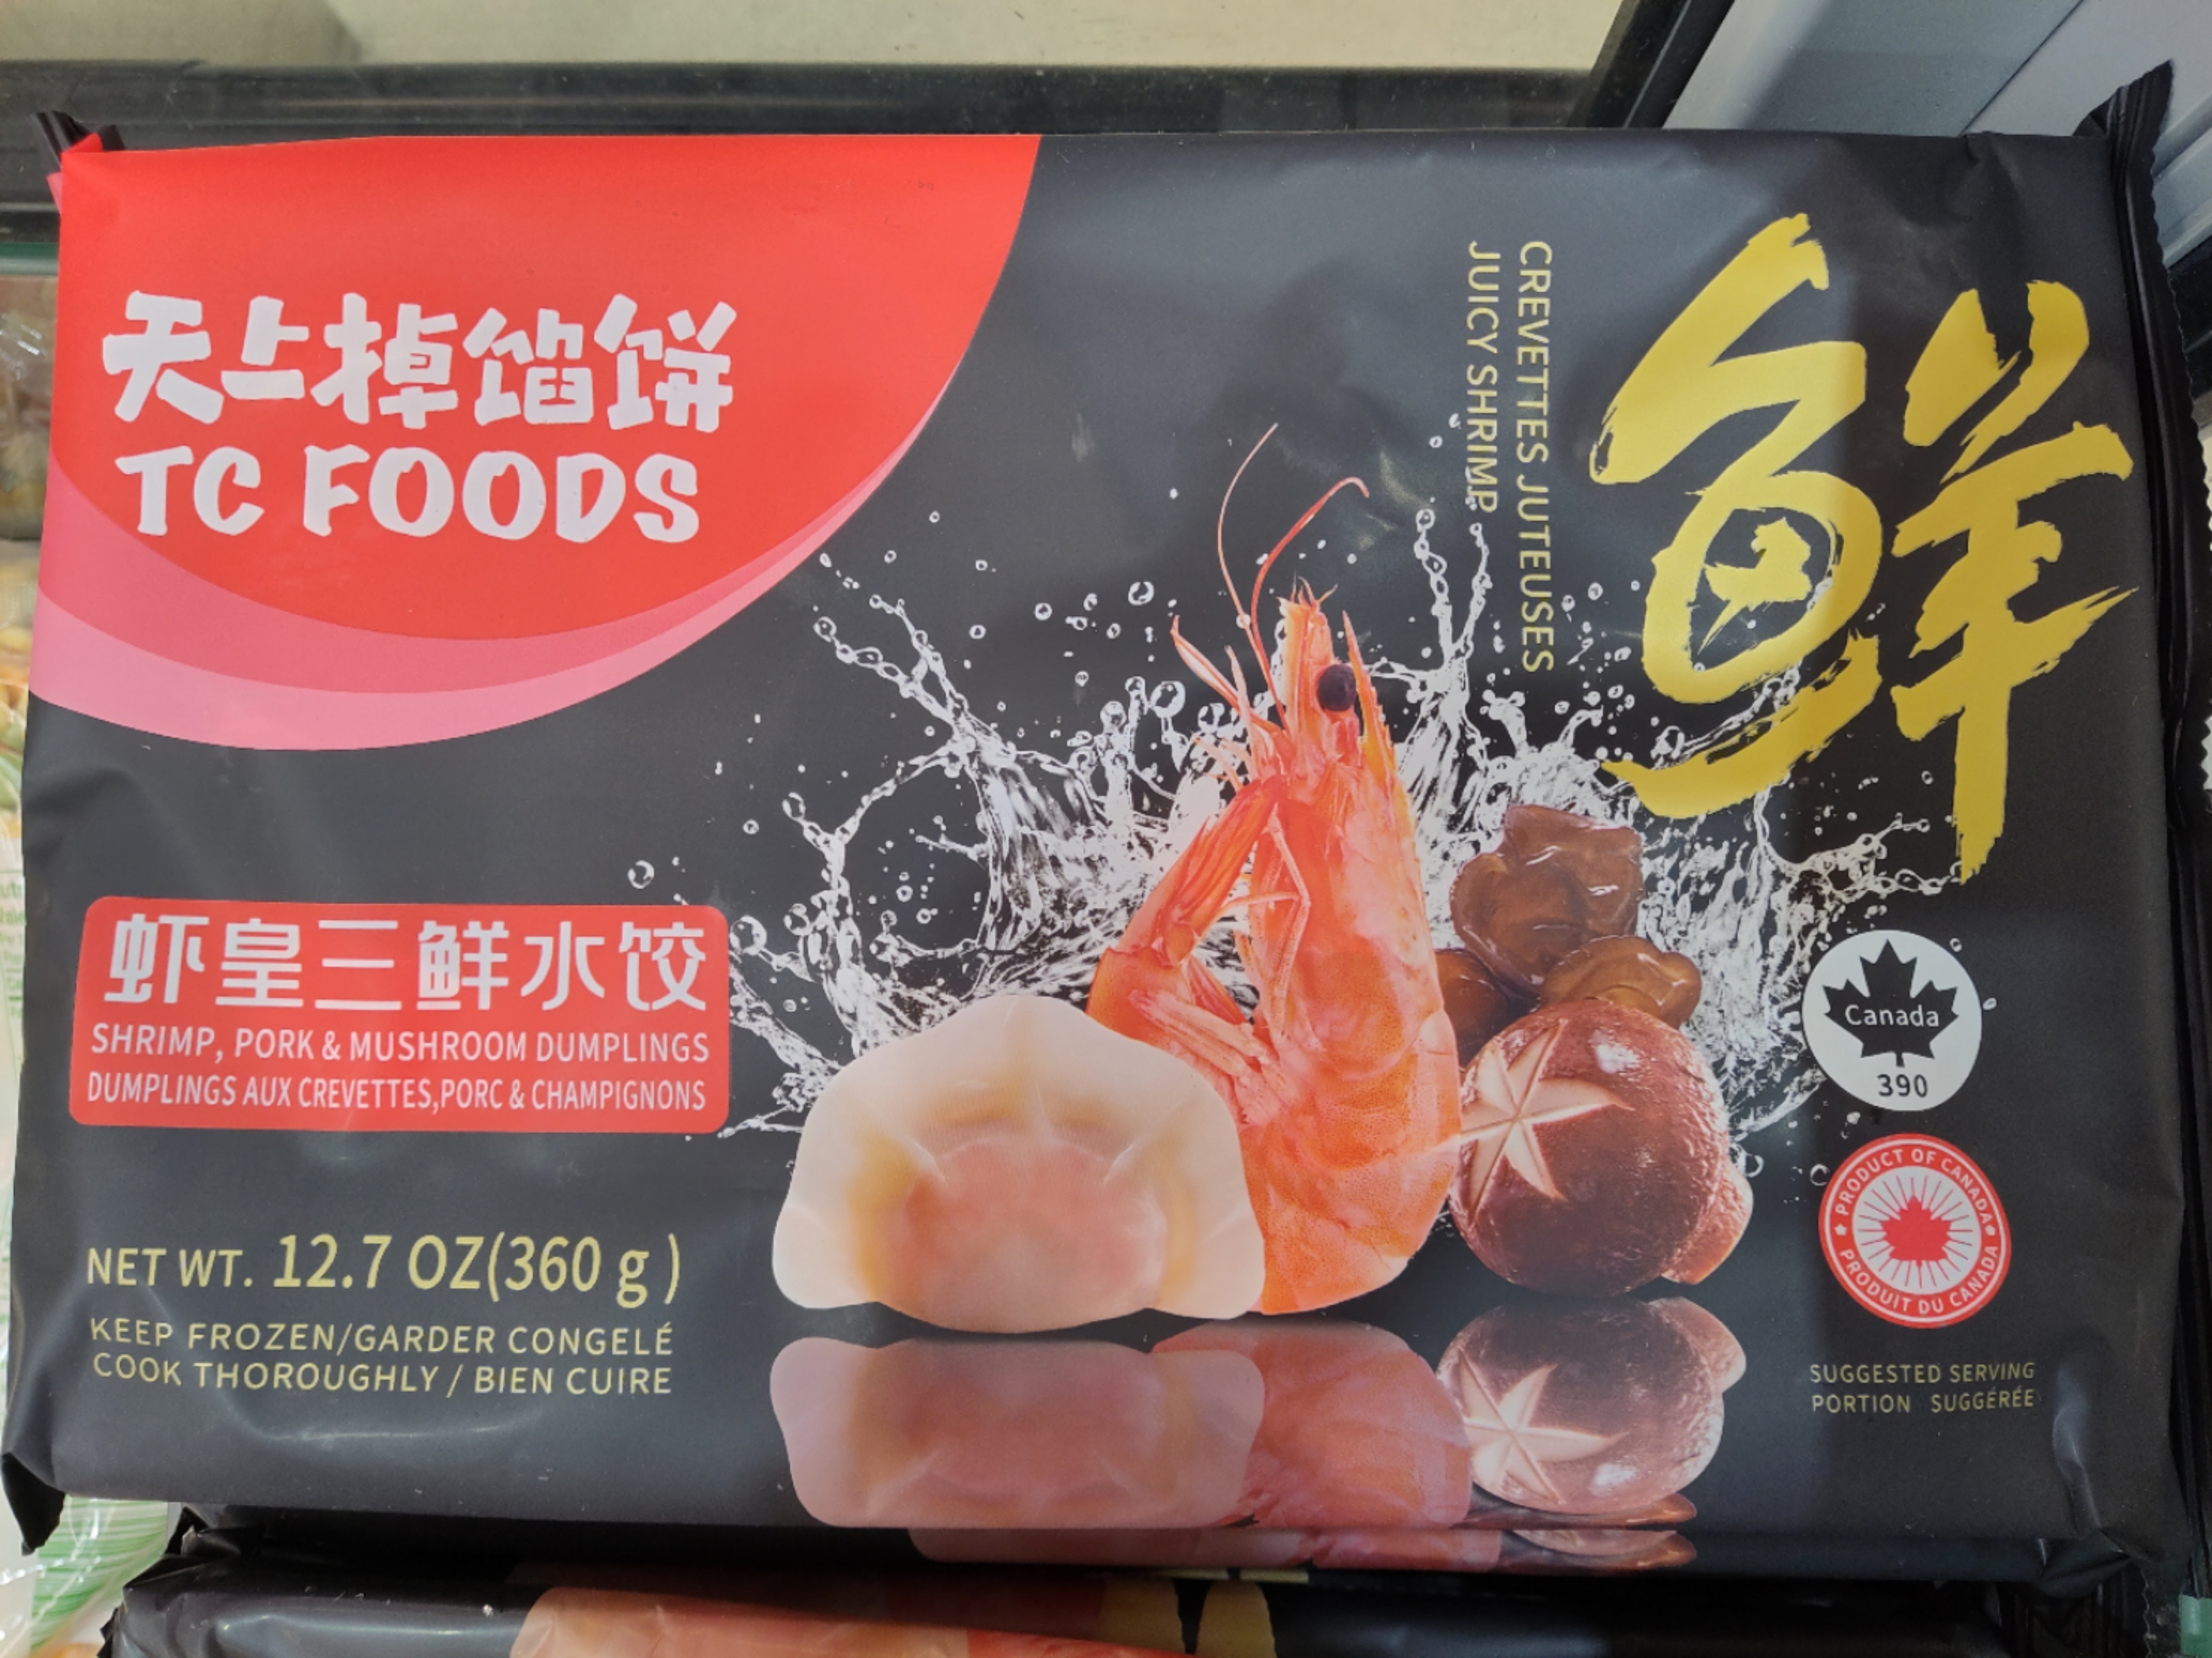 天上掉馅饼
TC FOODS
鲜
CREVETTES JUTEUSES
JUICY SHRIMP
虾皇三鲜水饺
SHRIMP, PORK & MUSHROOM DUMPLINGS
DUMPLINGS AUX CREVETTES,PORC & CHAMPIGNONS
NET WT. 12.7 OZ(360 g )
KEEP FROZEN/GARDER CONGELÉ
COOK THOROUGHLY / BIEN CUIRE
Canada
390
PRODUCT OF CANADA
PRODUIT DU CANADA
SUGGESTED SERVING
PORTION SUGGÉRÉE